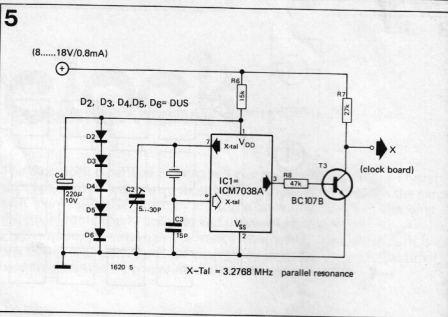 5
(8......18V/0.8mA)
R6
15k
R7
27k
D2, D3, D4, D5, D6= DUS
D2
D3
D4
D5
D6
C4
220µ
10V
C2
5...30P
C3
15P
7
X-tal
1
VDD
IC1=
ICM7038A
X-tal
VSS
2
3
R8
47k
T3
BC107B
X
(clock board)
1620 5
X-Tal = 3.2768 MHz parallel resonance